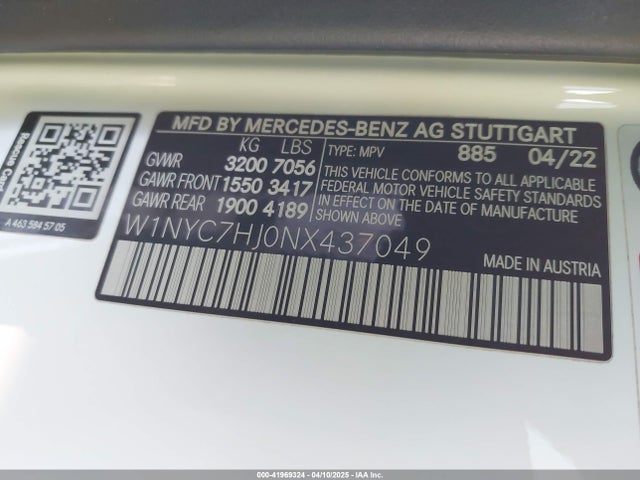 MFD BY MERCEDES-BENZ AG STUTTGART
KG LBS
GVWR 3200 7056
GAWR FRONT 1550 3417
GAWR REAR 1900 4189
TYPE: MPV 885 04/22
THIS VEHICLE CONFORMS TO ALL APPLICABLE
FEDERAL MOTOR VEHICLE SAFETY STANDARDS
IN EFFECT ON THE DATE OF MANUFACTURE
SHOWN ABOVE.
W1NYC7HJ0NX437049
MADE IN AUSTRIA
Rescue Card
A 463 584 57 05
000-41969324 - 04/10/2025 - IAA Inc.